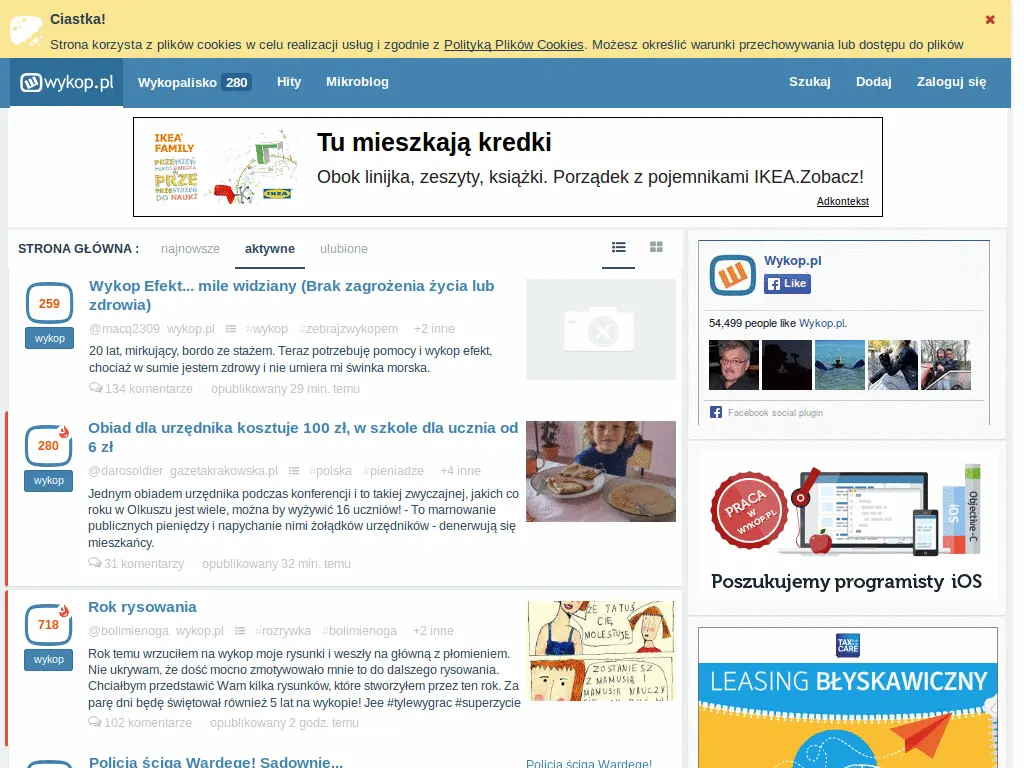 Ciastka!
Strona korzysta z plików cookies w celu realizacji usług i zgodnie z Polityką Plików Cookies. Możesz określić warunki przechowywania lub dostępu do plików
wykop.pl
Wykopalisko 280 Hity Mikroblog Szukaj Dodaj Zaloguj się
IKEA FAMILY
PRZE
DO NAUKI
IKEA
Tu mieszkają kredki
Obok linijka, zeszyty, książki. Porządek z pojemnikami IKEA.Zobacz!
Adkontekst
STRONA GŁÓWNA : najnowsze aktywne ulubione
259
wykop
Wykop Efekt... mile widziany (Brak zagrożenia życia lub
zdrowia)
@macq2309 wykop.pl #wykop #zebrajzwykopem +2 inne
20 lat, mirkujący, bordo ze stażem. Teraz potrzebuję pomocy i wykop efekt,
chociaż w sumie jestem zdrowy i nie umiera mi świnka morska.
134 komentarze opublikowany 29 min. temu
280
wykop
Obiad dla urzędnika kosztuje 100 zł, w szkole dla ucznia od
6 zł
@darosoldier gazetakrakowska.pl #polska #pieniadze +4 inne
Jednym obiadem urzędnika podczas konferencji i to takiej zwyczajnej, jakich co
roku w Olkuszu jest wiele, można by wyżywić 16 uczniów! - To marnowanie
publicznych pieniędzy i napychanie nimi żołądków urzędników - denerwują się
mieszkańcy.
31 komentarzy opublikowany 32 min. temu
718
wykop
Rok rysowania
@bolimienoga wykop.pl #rozrywka #bolimienoga +2 inne
Rok temu wrzuciłem na wykop moje rysunki i weszły na główną z płomieniem.
Nie ukrywam, że dość mocno zmotywowało mnie to do dalszego rysowania.
Chciałbym przedstawić Wam kilka rysunków, które stworzyłem przez ten rok. Za
parę dni będę świętował również 5 lat na wykopie! Jee #tylewygrac #superzycie
102 komentarze opublikowany 2 godz. temu
ŻE TATUŚ
CIĘ
MOLESTUJE
ZOSTANIESZ
Z MAMUSIĄ I
MAMUSIA NAUCZY
Policja ściga Wardęgę! Sądownie...
Policja ściga Wardęgę!
Wykop.pl
Like
54,499 people like Wykop.pl.
Facebook social plugin
PRACA
W
WYKOP.PL
iOS
Objective-C
Poszukujemy programisty iOS
TAX
CARE
LEASING BŁYSKAWICZNY